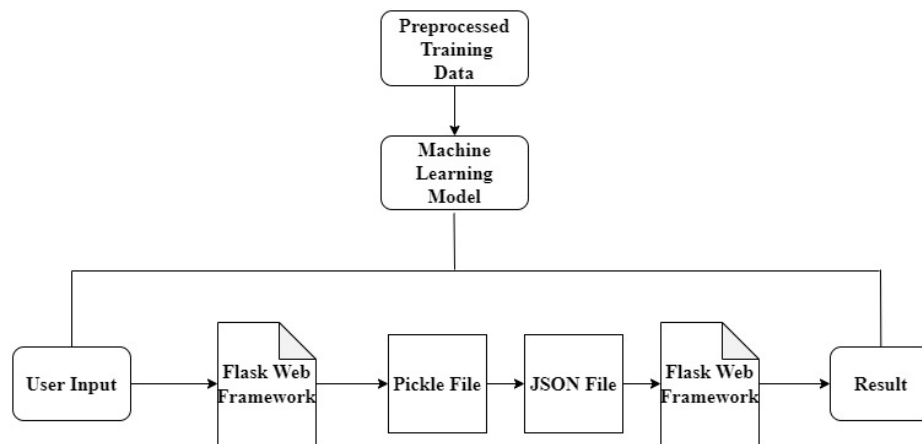 Preprocessed
Training
Data
Machine
Learning
Model
User Input
Flask Web
Framework
Pickle File
JSON File
Flask Web
Framework
Result